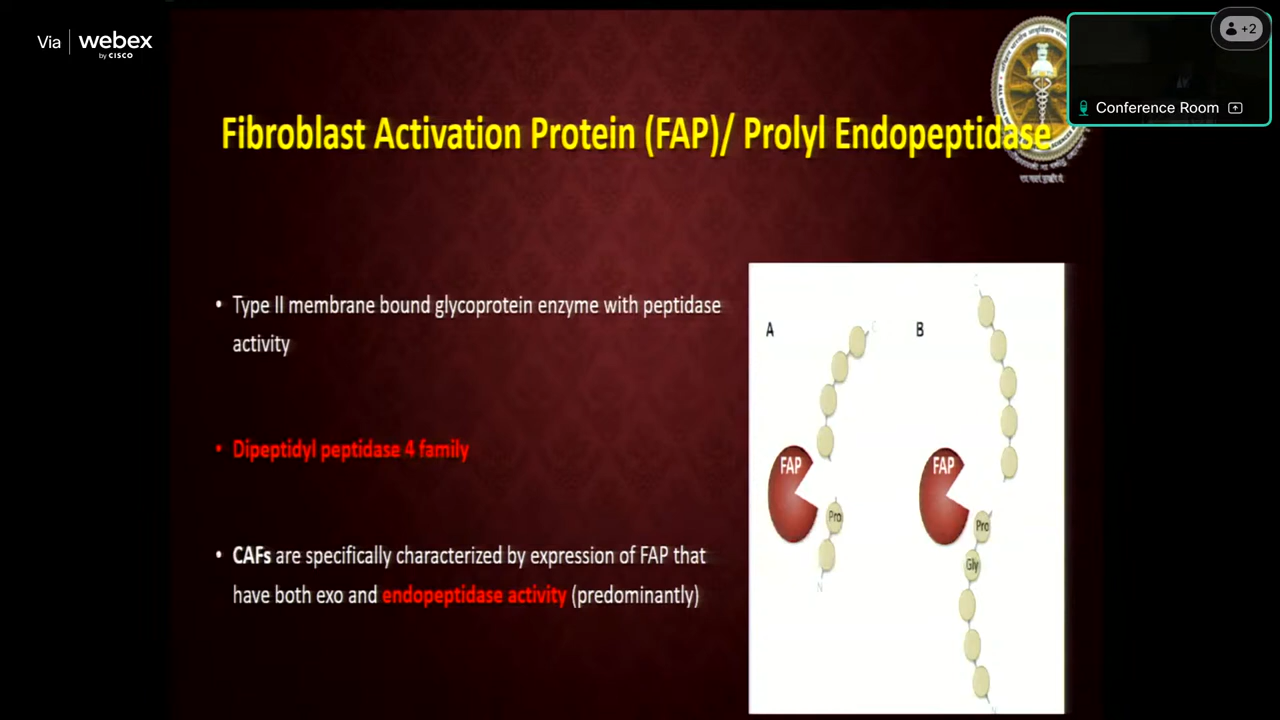 Via webex
by CISCO
+2
Conference Room
Fibroblast Activation Protein (FAP)/ Prolyl Endopeptidase
• Type II membrane bound glycoprotein enzyme with peptidase
activity
• Dipeptidyl peptidase 4 family
• CAFs are specifically characterized by expression of FAP that
have both exo and endopeptidase activity (predominantly)
A
C
FAP
Pro
N
B
C
FAP
Pro
Gly
N